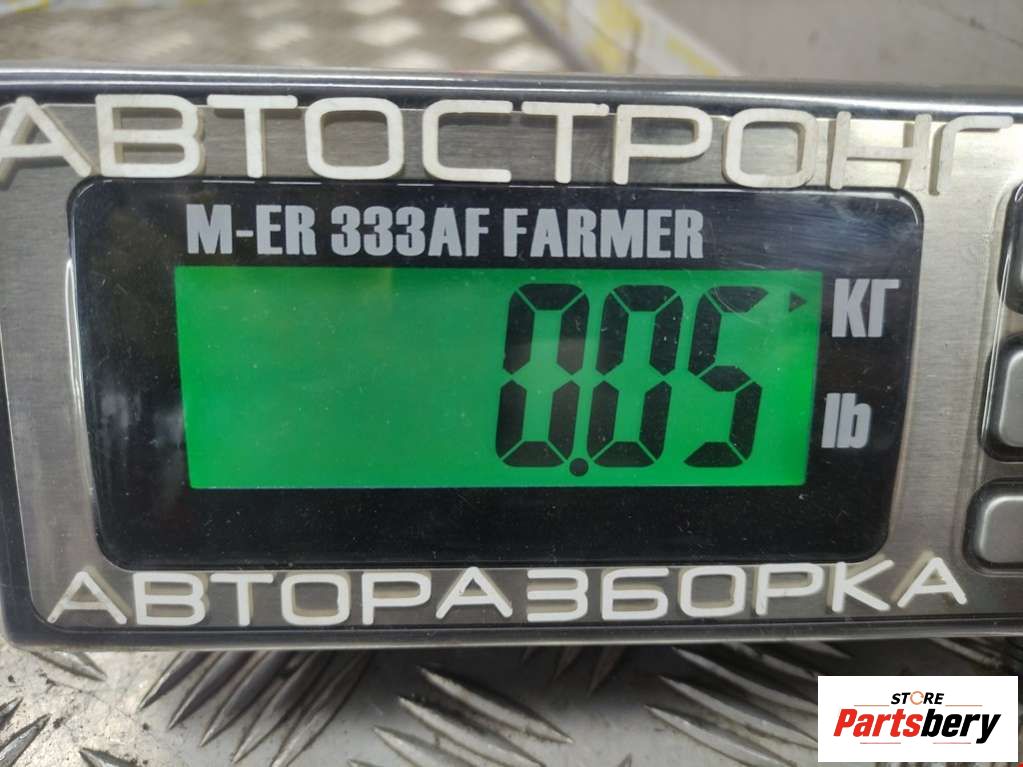 АВТОСТРОНГ
M-ER 333AF FARMER
0.05
КГ
lb
АВТОРАЗБОРКА
STORE
Partsbery